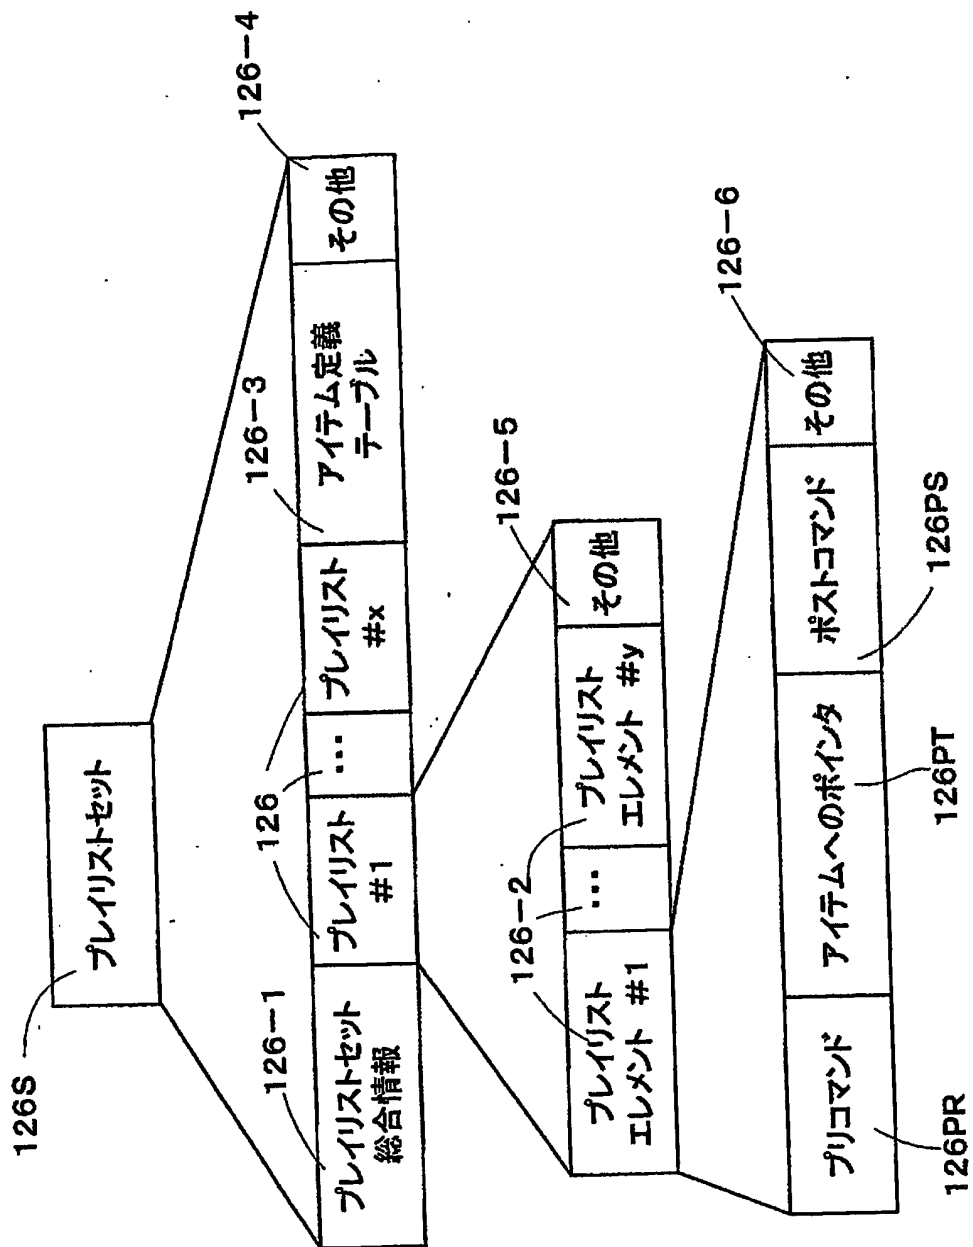 126S
プレイリストセット
126-1
126
126-3
126-4
プレイリストセット
総合情報
プレイリスト
#1
...
プレイリスト
#x
アイテム定義
テーブル
その他
126-2
126-5
プレイリスト
エレメント #1
...
プレイリスト
エレメント #y
その他
126-6
プリコマンド
アイテムへのポインタ
ポストコマンド
その他
126PR
126PT
126PS